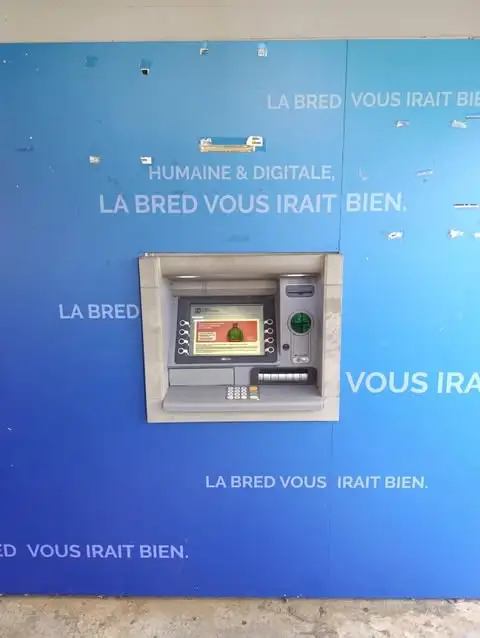 LA BRED VOUS IRAIT BIE
HUMAINE & DIGITALE,
LA BRED VOUS IRAIT BIEN.
LA BRED
VOUS IRA
LA BRED VOUS IRAIT BIEN.
ED VOUS IRAIT BIEN.